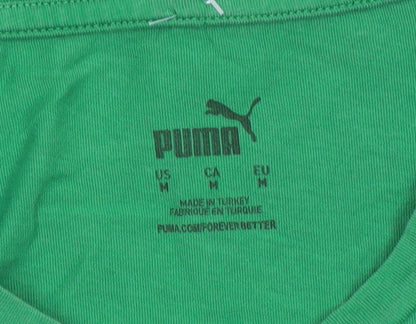 PUMA
US CA EU
M M M
MADE IN TURKEY
FABRIQUÉ EN TURQUIE
PUMA.COM/FOREVERBETTER